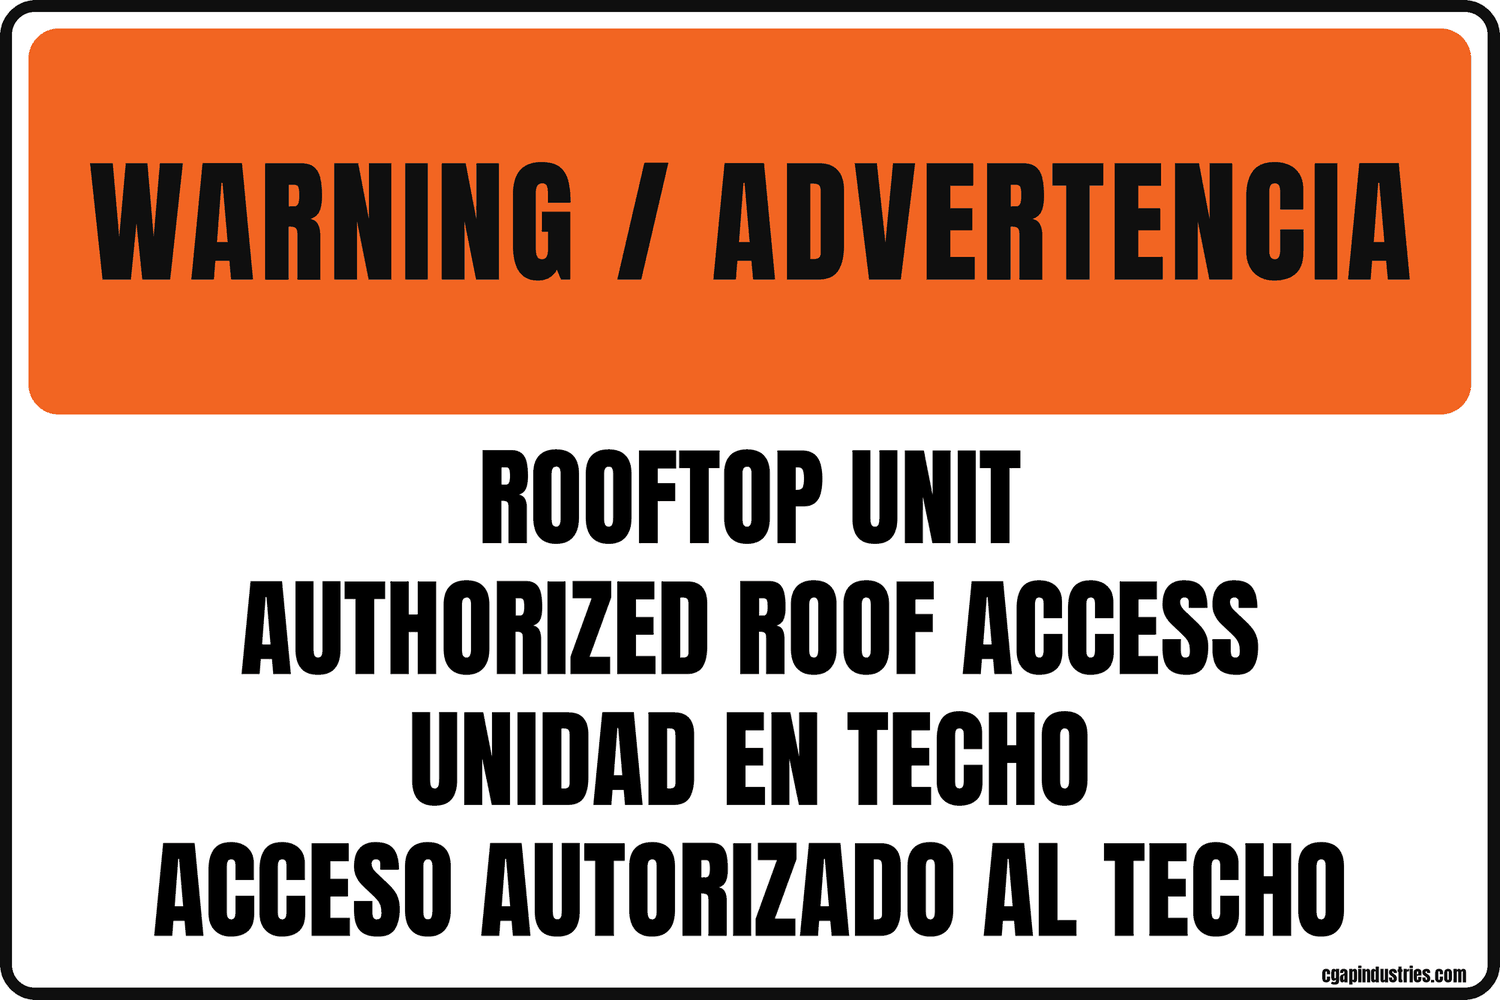 WARNING / ADVERTENCIA
ROOFTOP UNIT
AUTHORIZED ROOF ACCESS
UNIDAD EN TECHO
ACCESO AUTORIZADO AL TECHO
cgapindustries.com